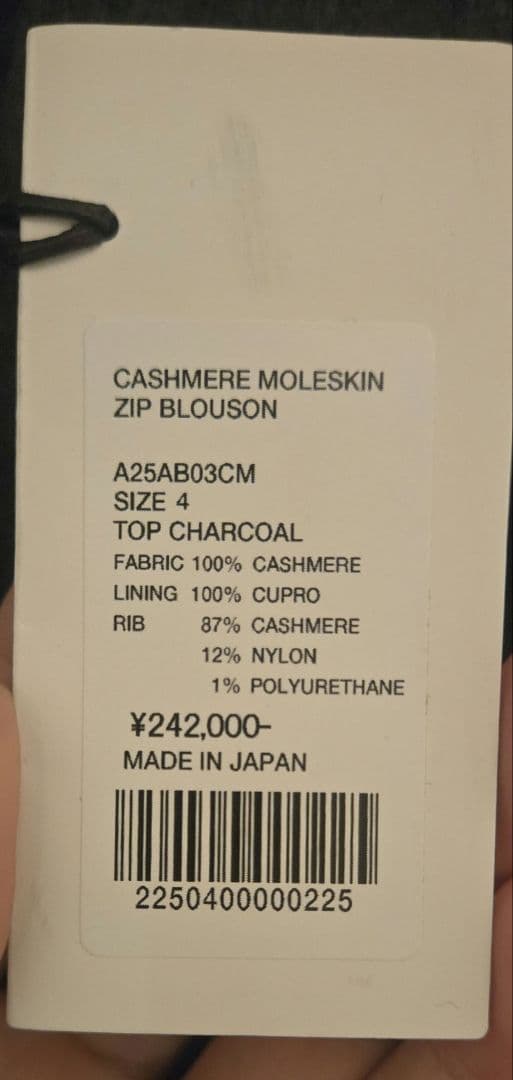 CASHMERE MOLESKIN
ZIP BLOUSON
A25AB03CM
SIZE 4
TOP CHARCOAL
FABRIC 100% CASHMERE
LINING 100% CUPRO
RIB 87% CASHMERE
12% NYLON
1% POLYURETHANE
¥242,000-
MADE IN JAPAN
2250400000225